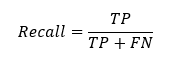 Recall = TP / (TP + FN)